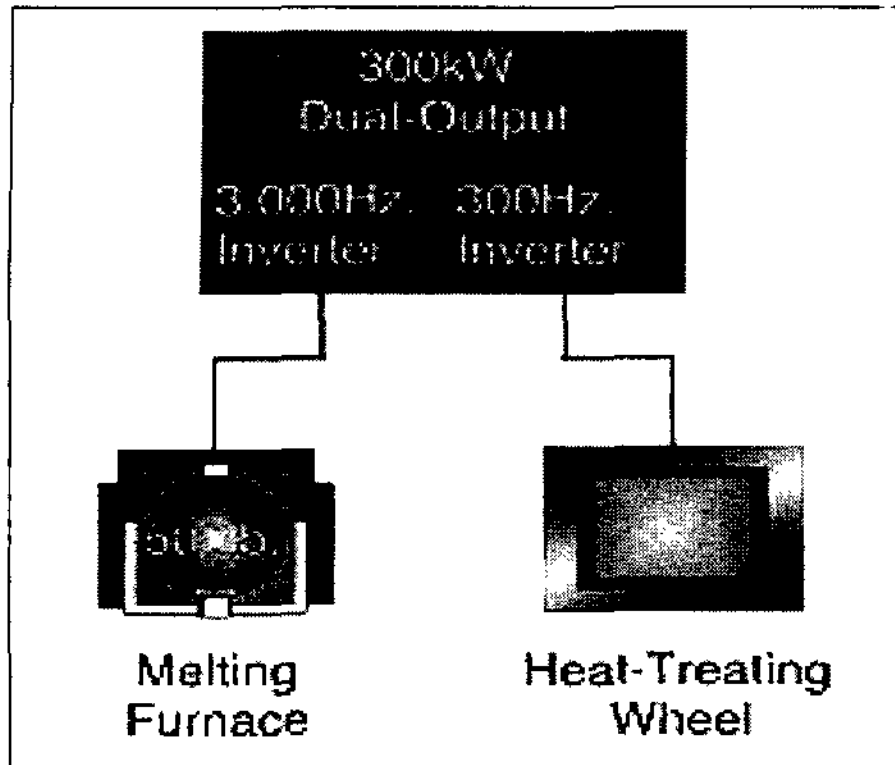 300kW
Dual-Output
3.000Hz. 300Hz.
Inverter Inverter
Melting
Furnace
Heat-Treating
Wheel